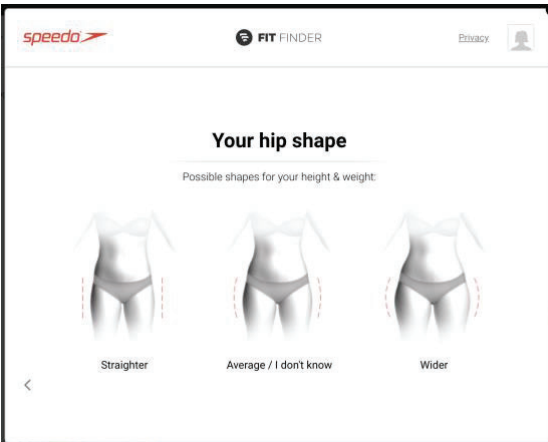 speedo
FIT FINDER
Privacy
Your hip shape
Possible shapes for your height & weight:
Straighter
Average / I don't know
Wider